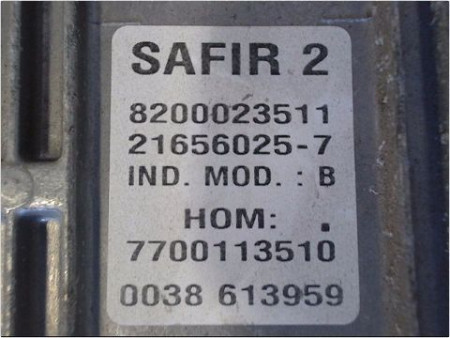 SAFIR 2
8200023511
21656025-7
IND. MOD. : B
HOM: .
7700113510
0038 613959